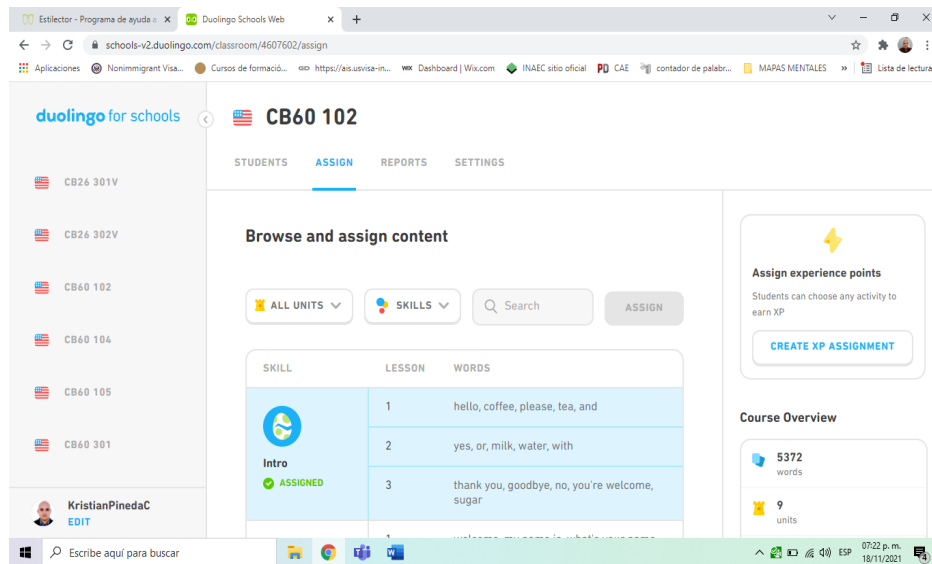 Estilector - Programa de ayuda a
Duolingo Schools Web
schools-v2.duolingo.com/classroom/4607602/assign
Aplicaciones
Nonimmigrant Visa...
Cursos de formació...
https://ais.usvisa-in...
WIX Dashboard | Wix.com
INAEC sitio oficial
PD CAE
contador de palabr...
MAPAS MENTALES
»
Lista de lectura
duolingo for schools
CB26 301V
CB26 302V
CB60 102
CB60 104
CB60 105
CB60 301
KristianPinedaC
EDIT
CB60 102
STUDENTS ASSIGN REPORTS SETTINGS
Browse and assign content
ALL UNITS SKILLS Search ASSIGN
SKILL LESSON WORDS
Intro
ASSIGNED
1 hello, coffee, please, tea, and
2 yes, or, milk, water, with
3 thank you, goodbye, no, you're welcome,
sugar
Assign experience points
Students can choose any activity to
earn XP
CREATE XP ASSIGNMENT
Course Overview
5372
words
9
units
Escribe aquí para buscar
ESP
07:22 p. m.
18/11/2021
4